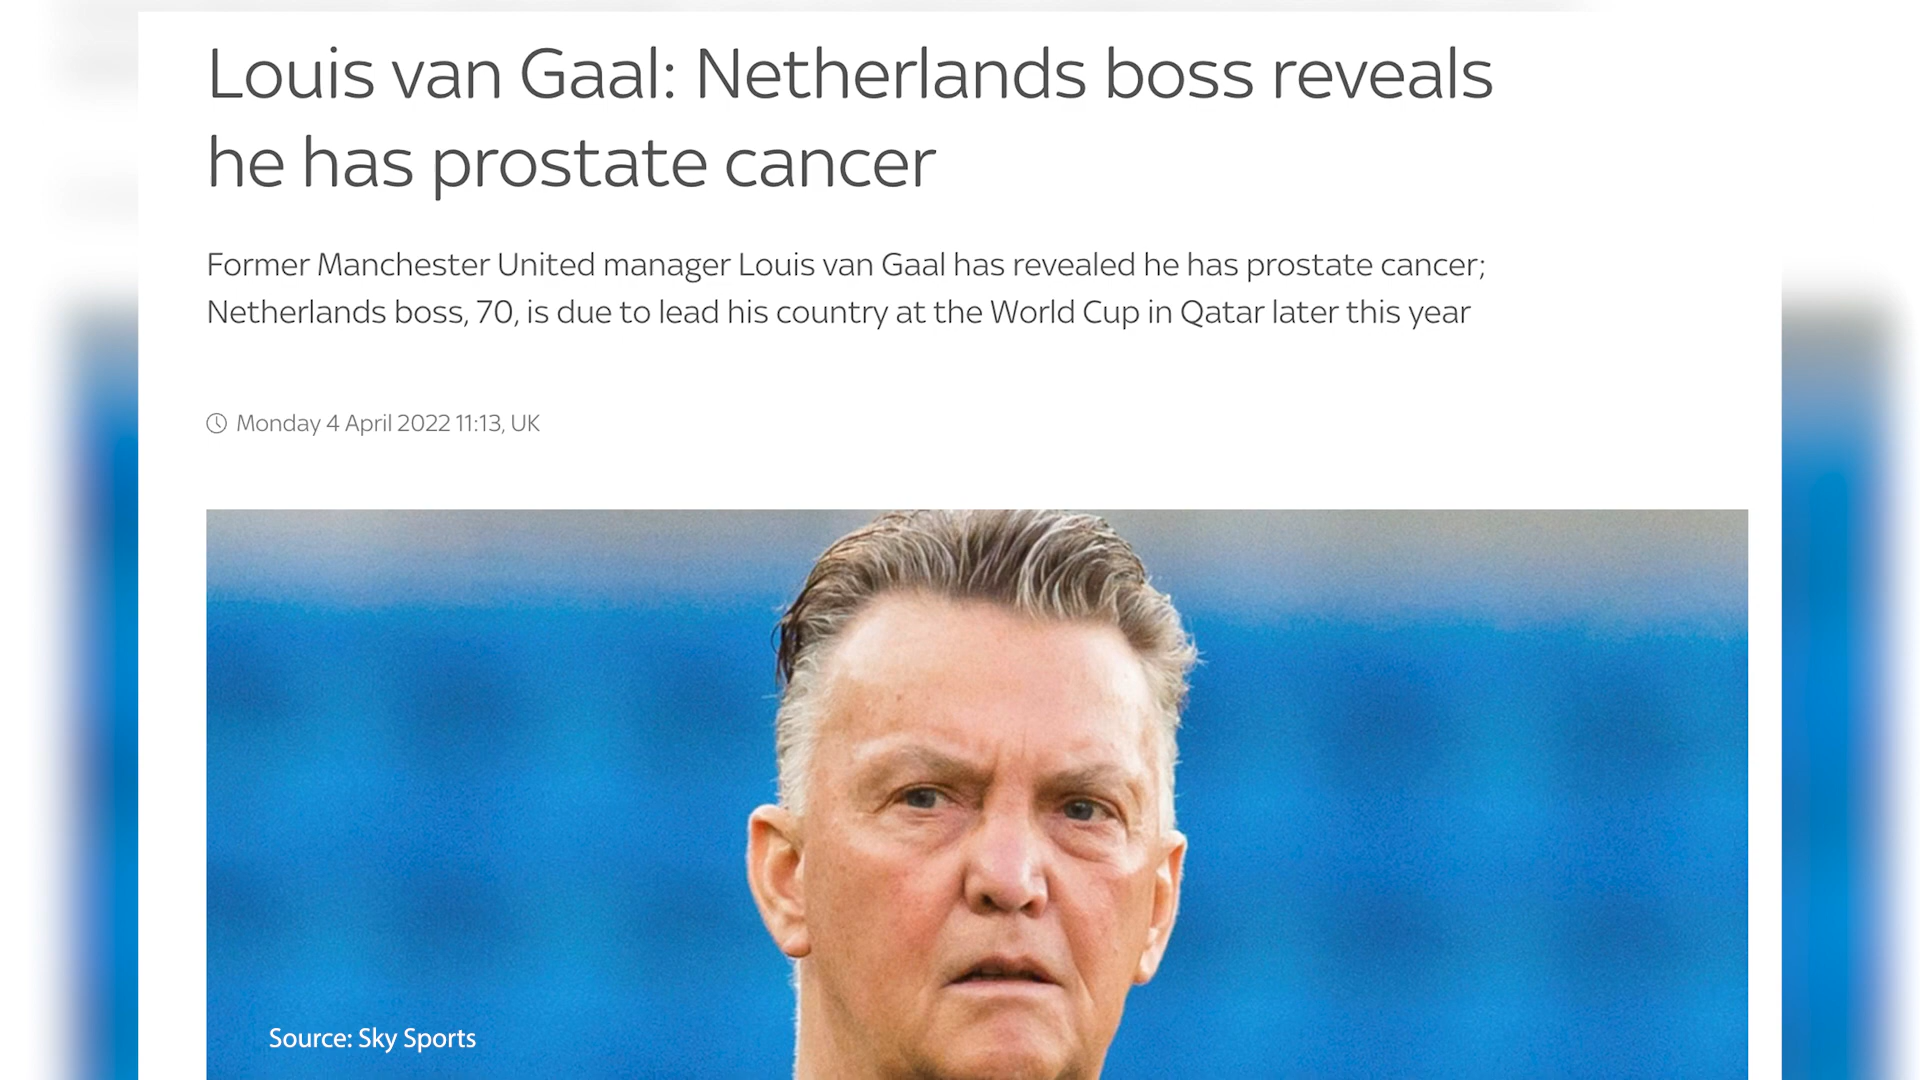 Louis van Gaal: Netherlands boss reveals
he has prostate cancer
Former Manchester United manager Louis van Gaal has revealed he has prostate cancer;
Netherlands boss, 70, is due to lead his country at the World Cup in Qatar later this year
Monday 4 April 2022 11:13, UK
Source: Sky Sports